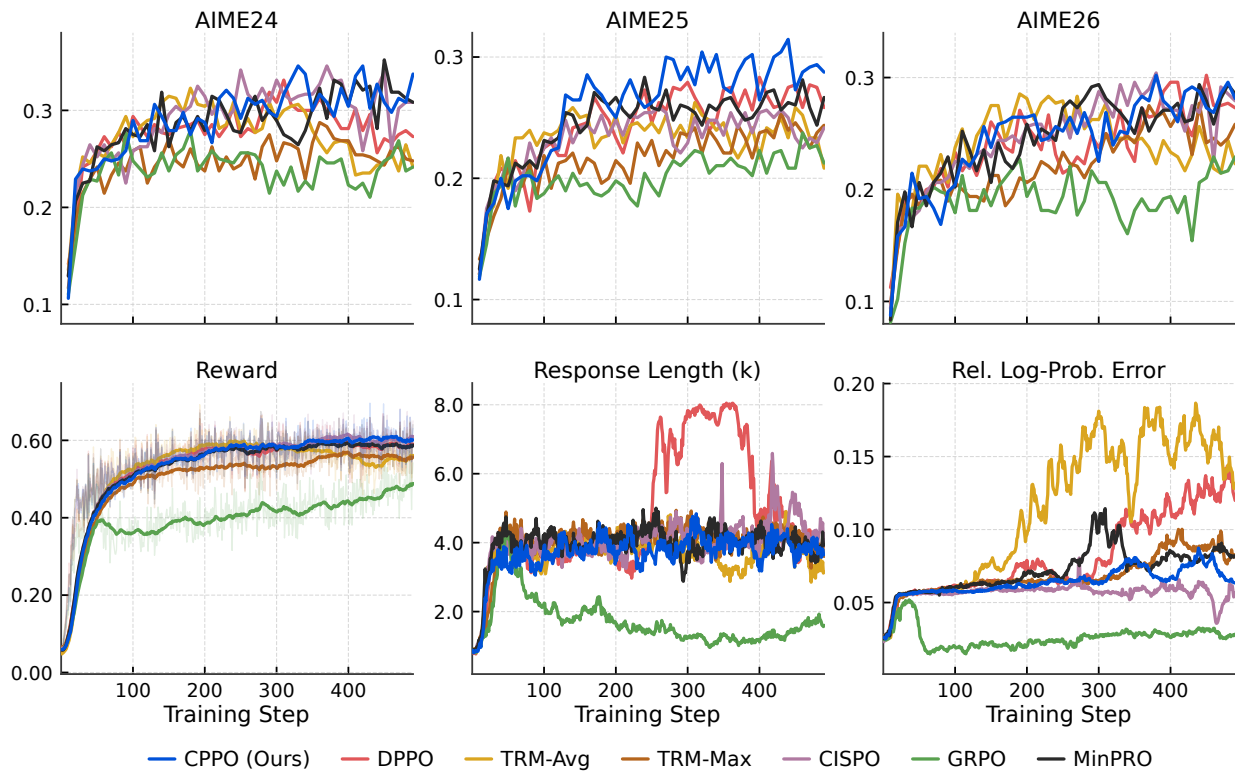 AIME24
AIME25
AIME26
0.3
0.2
0.1
0.3
0.2
0.1
0.3
0.2
0.1
Reward
Response Length (k)
Rel. Log-Prob. Error
0.60
0.40
0.00
8.0
6.0
4.0
2.0
0.20
0.15
0.10
0.05
100 200 300 400
100 200 300 400
100 200 300 400
Training Step
Training Step
Training Step
CPPO (Ours) DPPO TRM-Avg TRM-Max CISPO GRPO MinPRO